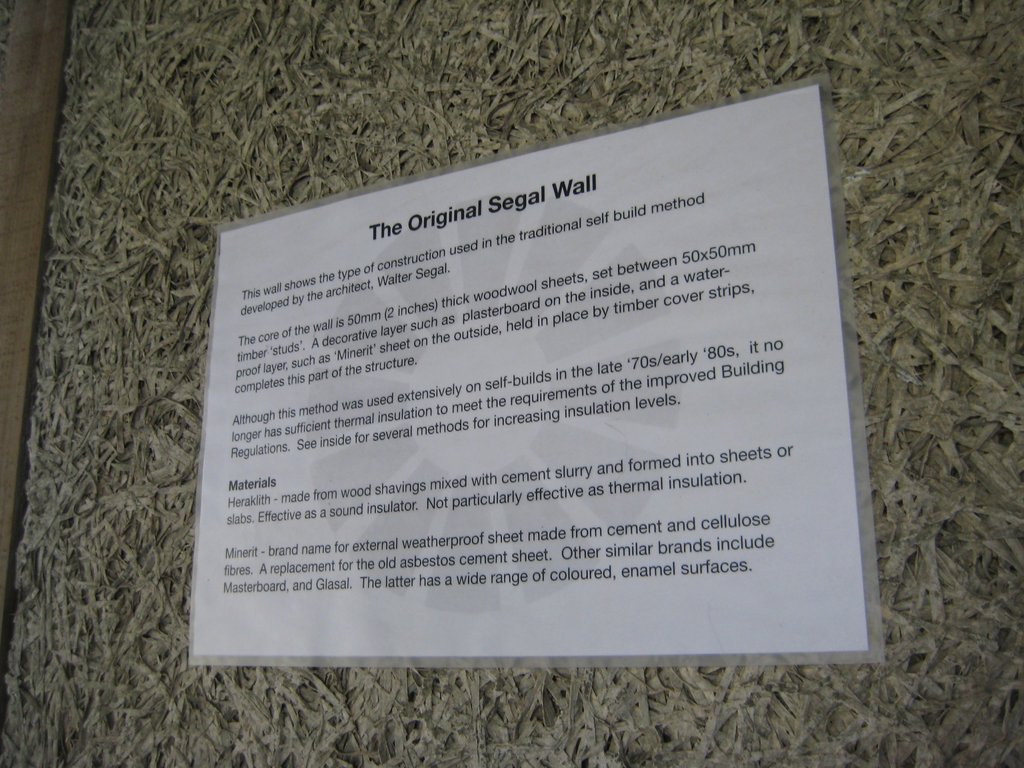 The Original Segal Wall
This wall shows the type of construction used in the traditional self build method
developed by the architect, Walter Segal.
The core of the wall is 50mm (2 inches) thick woodwool sheets, set between 50x50mm
timber 'studs'. A decorative layer such as plasterboard on the inside, and a water-
proof layer, such as 'Minerit' sheet on the outside, held in place by timber cover strips,
completes this part of the structure.
Although this method was used extensively on self-builds in the late '70s/early '80s, it no
longer has sufficient thermal insulation to meet the requirements of the improved Building
Regulations. See inside for several methods for increasing insulation levels.
Materials
Heraklith - made from wood shavings mixed with cement slurry and formed into sheets or
slabs. Effective as a sound insulator. Not particularly effective as thermal insulation.
Minerit - brand name for external weatherproof sheet made from cement and cellulose
fibres. A replacement for the old asbestos cement sheet. Other similar brands include
Masterboard, and Glasal. The latter has a wide range of coloured, enamel surfaces.